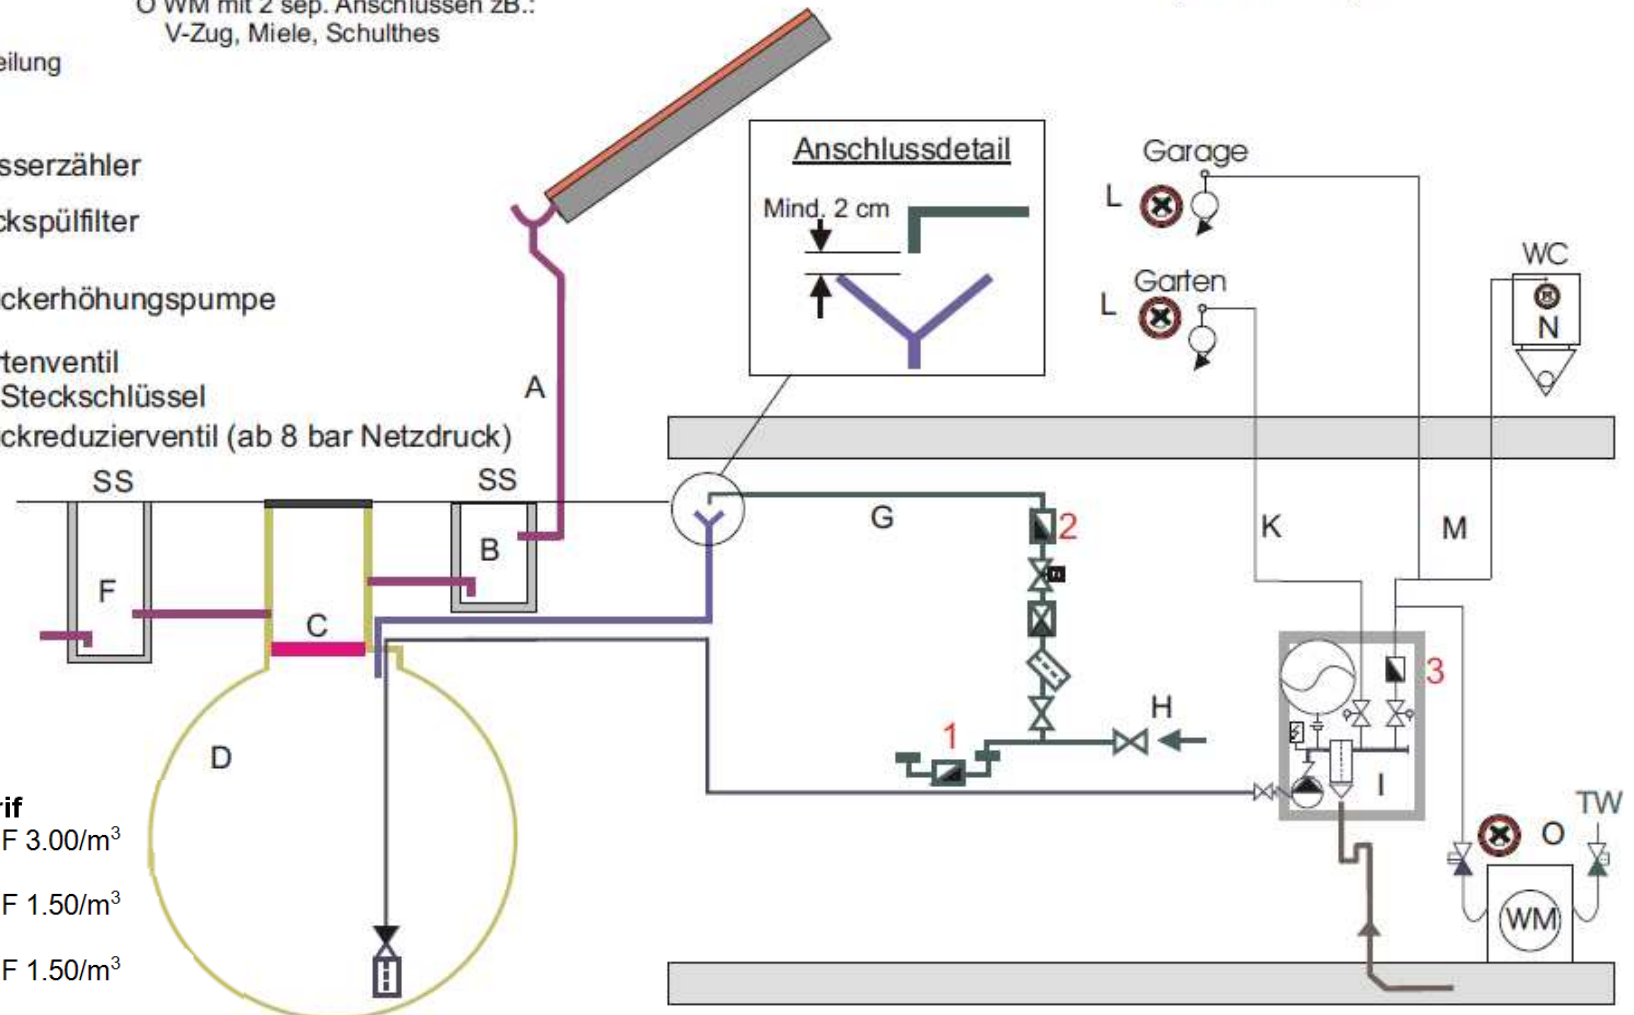 O WM mit 2 sep. Anschlüssen zB.:
V-Zug, Miele, Schulthes
eilung
sserzähler
ckspülfilter
ckerhöhungspumpe
rtenventil
Steckschlüssel
ckreduzierventil (ab 8 bar Netzdruck)
Anschlussdetail
Mind. 2 cm
Garage
L
Garten
L
WC
N
A
SS
SS
B
F
C
G
2
K
M
D
1
H
3
I
rif
F 3.00/m³
F 1.50/m³
F 1.50/m³
TW
O
WM